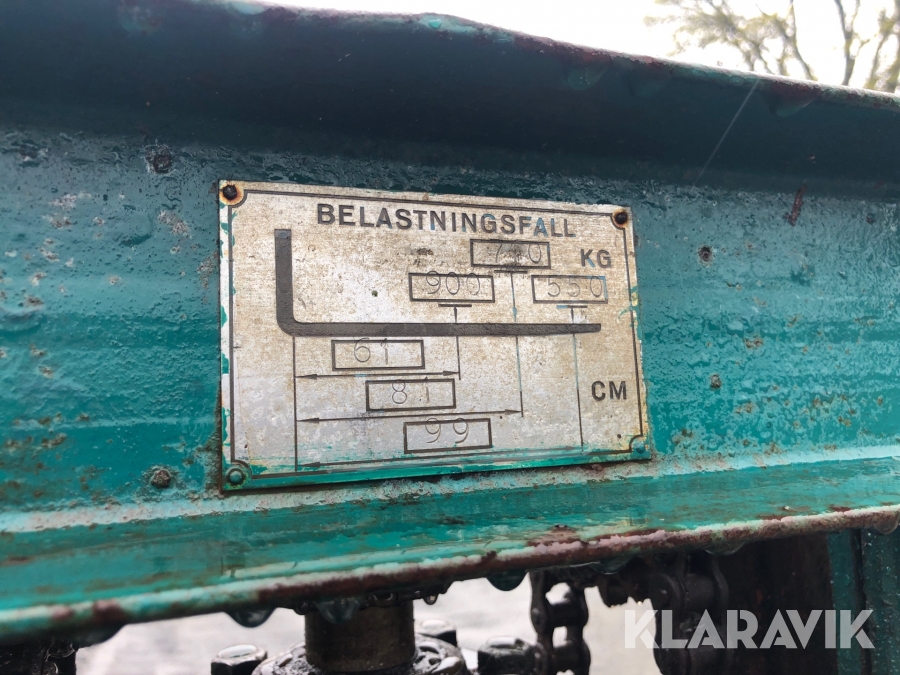 BELASTNINGSFALL
KG
900
550
61
81
CM
99
KLARAVIK